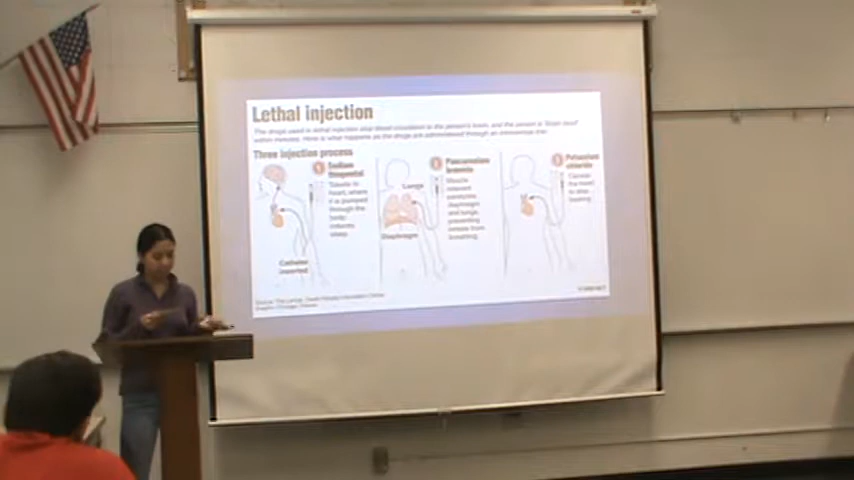 Lethal injection
The drugs used in lethal injection stop blood circulation to the person's brain, and the person is "brain dead"
within minutes. Here is what happens as the drugs are administered through an intravenous line:
Three injection process
1 Sodium
thiopental
Travels to
heart, where
it is pumped
through the
body;
induces
sleep
Catheter
inserted
2 Pancuronium
bromide
Muscle
relaxant
paralyzes
diaphragm
and lungs,
preventing
person from
breathing
Lungs
Diaphragm
3 Potassium
chloride
Causes
the heart
to stop
beating